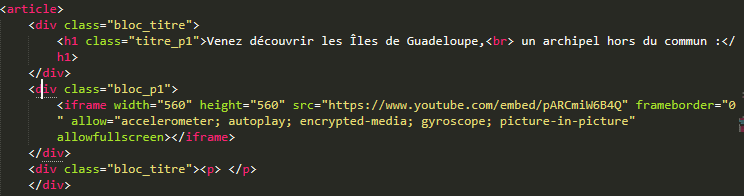 <article>
<div class="bloc_titre">
<h1 class="titre_p1">Venez découvrir les Îles de Guadeloupe,<br> un archipel hors du commun :</
h1>
</div>
<div class="bloc_p1">
<iframe width="560" height="560" src="https://www.youtube.com/embed/pARCmiW6B4Q" frameborder="0
" allow="accelerometer; autoplay; encrypted-media; gyroscope; picture-in-picture"
allowfullscreen></iframe>
</div>
<div class="bloc_titre"><p> </p>
</div>